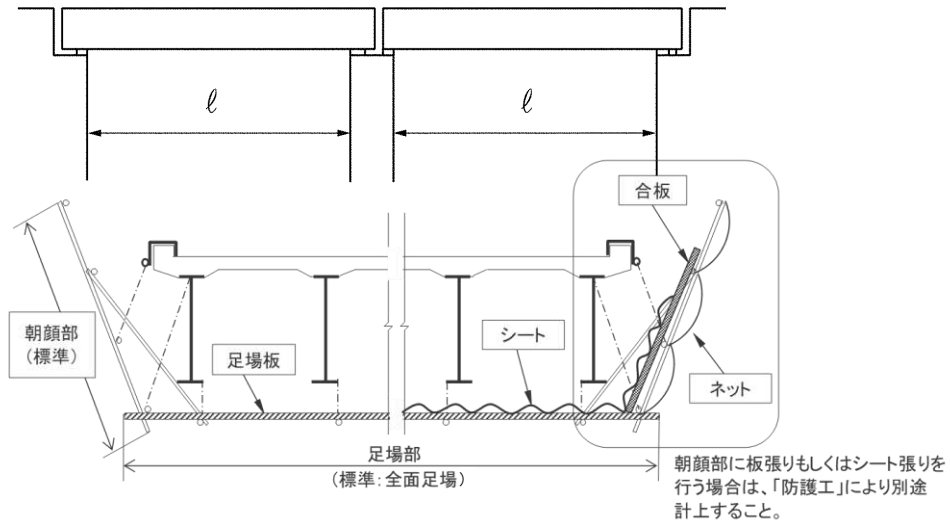 ℓ
ℓ
合板
朝顔部
（標準）
足場板
シート
ネット
足場部
（標準：全面足場）
朝顔部に板張りもしくはシート張りを
行う場合は、「防護工」により別途
計上すること。